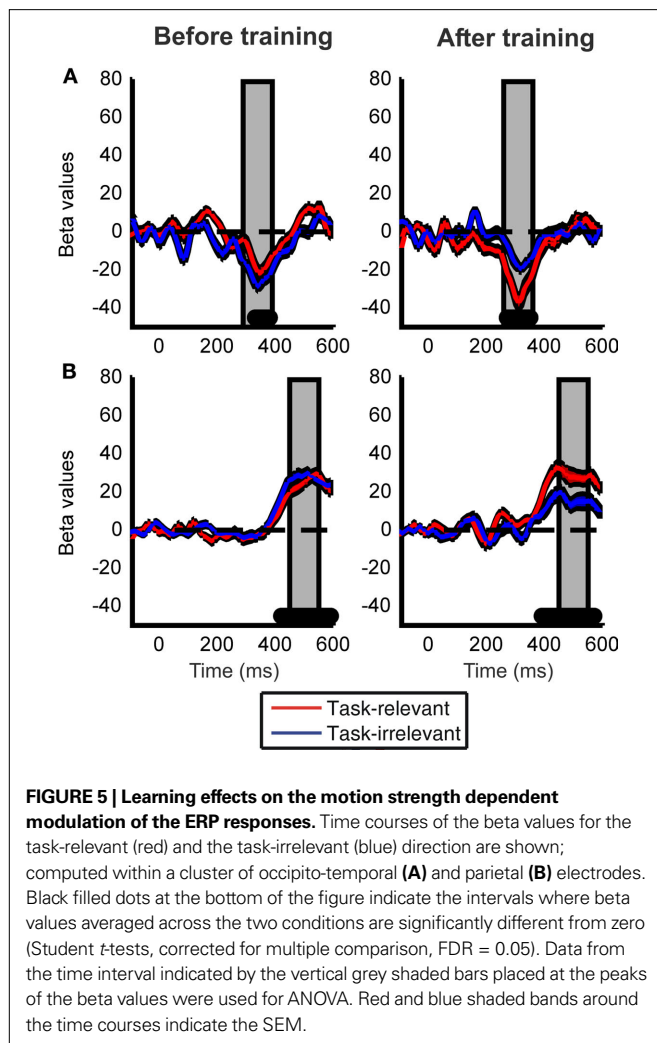 Before training After training
A
80
60
40
20
0
-20
-40
Beta values
0 200 400 600
80
60
40
20
0
-20
-40
0 200 400 600
B
80
60
40
20
0
-20
-40
Beta values
0 200 400 600
Time (ms)
80
60
40
20
0
-20
-40
0 200 400 600
Time (ms)
Task-relevant
Task-irrelevant
FIGURE 5 | Learning effects on the motion strength dependent
modulation of the ERP responses. Time courses of the beta values for the
task-relevant (red) and the task-irrelevant (blue) direction are shown;
computed within a cluster of occipito-temporal (A) and parietal (B) electrodes.
Black filled dots at the bottom of the figure indicate the intervals where beta
values averaged across the two conditions are significantly different from zero
(Student t-tests, corrected for multiple comparison, FDR = 0.05). Data from
the time interval indicated by the vertical grey shaded bars placed at the peaks
of the beta values were used for ANOVA. Red and blue shaded bands around
the time courses indicate the SEM.